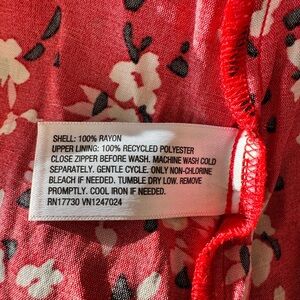 SHELL: 100% RAYON
UPPER LINING: 100% RECYCLED POLYESTER
CLOSE ZIPPER BEFORE WASH. MACHINE WASH COLD
SEPARATELY. GENTLE CYCLE. ONLY NON-CHLORINE
BLEACH IF NEEDED. TUMBLE DRY LOW. REMOVE
PROMPTLY. COOL IRON IF NEEDED.
RN17730 VN1247024